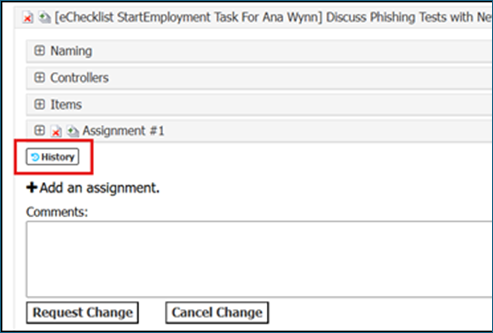 [eChecklist StartEmployment Task For Ana Wynn] Discuss Phishing Tests with Ne
Naming
Controllers
Items
Assignment #1
History
+Add an assignment.
Comments:
Request Change Cancel Change